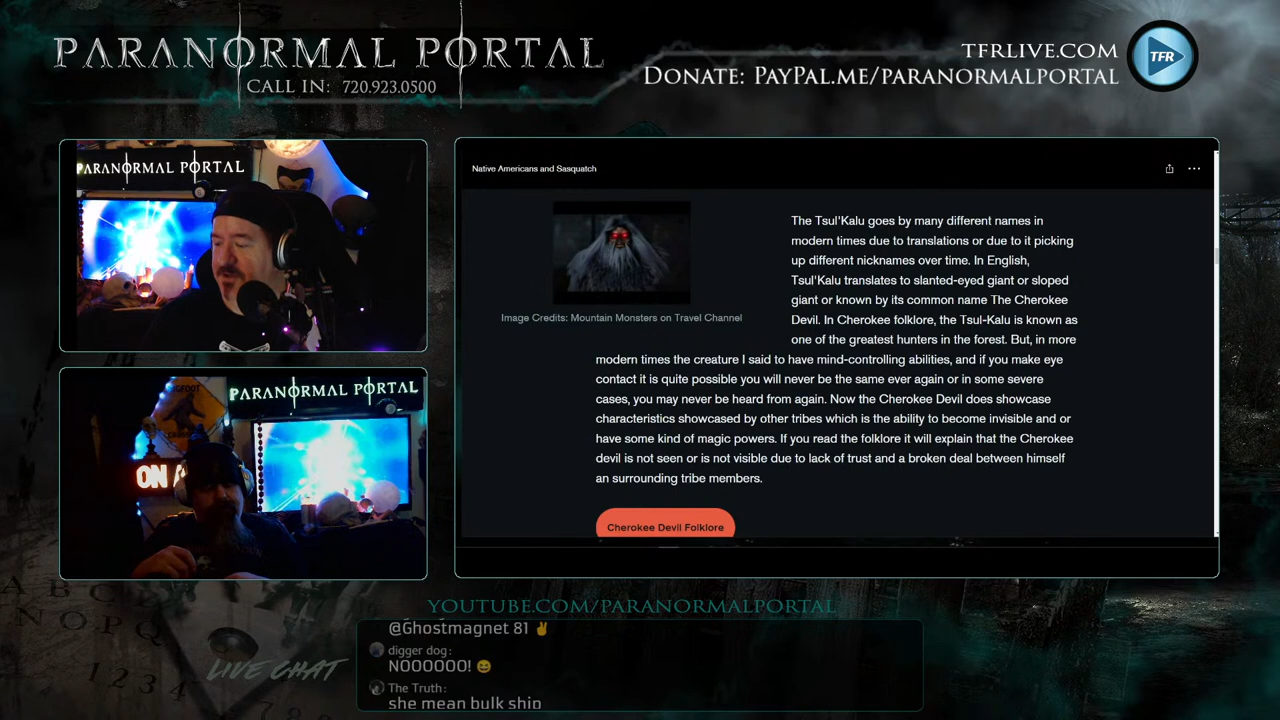 PARANORMAL PORTAL
CALL IN: 720.923.0500
TFRLIVE.COM
DONATE: PAYPAL.ME/PARANORMALPORTAL
TFR
PARANORMAL PORTAL
PARANORMAL PORTAL
ON A
Native Americans and Sasquatch
The Tsul'Kalu goes by many different names in
modern times due to translations or due to it picking
up different nicknames over time. In English,
Tsul'Kalu translates to slanted-eyed giant or sloped
giant or known by its common name The Cherokee
Devil. In Cherokee folklore, the Tsul-Kalu is known as
one of the greatest hunters in the forest. But, in more
modern times the creature I said to have mind-controlling abilities, and if you make eye
contact it is quite possible you will never be the same ever again or in some severe
cases, you may never be heard from again. Now the Cherokee Devil does showcase
characteristics showcased by other tribes which is the ability to become invisible and or
have some kind of magic powers. If you read the folklore it will explain that the Cherokee
devil is not seen or is not visible due to lack of trust and a broken deal between himself
an surrounding tribe members.
Image Credits: Mountain Monsters on Travel Channel
Cherokee Devil Folklore
YOUTUBE.COM/PARANORMALPORTAL
LIVE CHAT
@Ghostmagnet 81 ✌
digger dog:
NOOOOOO! 😆
The Truth:
she mean bulk ship